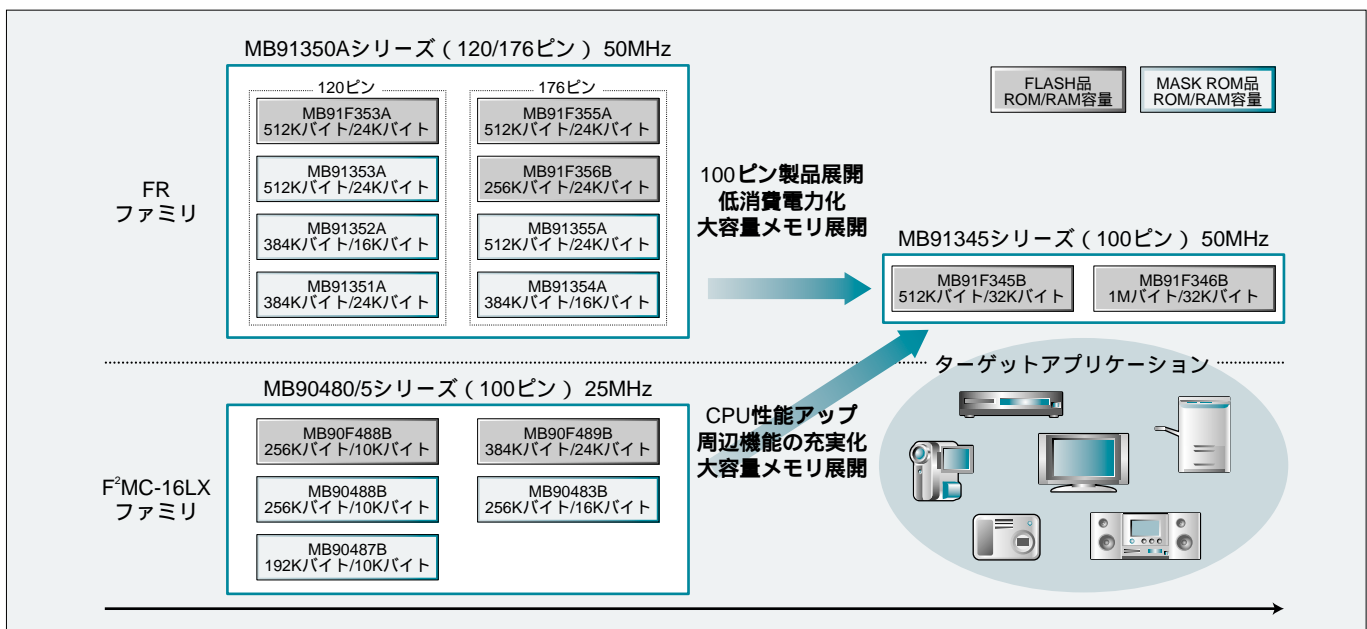 MB91350Aシリーズ（120/176ピン）50MHz
120ピン
MB91F353A
512Kバイト/24Kバイト
MB91353A
512Kバイト/24Kバイト
MB91352A
384Kバイト/16Kバイト
MB91351A
384Kバイト/24Kバイト
176ピン
MB91F355A
512Kバイト/24Kバイト
MB91F356B
256Kバイト/24Kバイト
MB91355A
512Kバイト/24Kバイト
MB91354A
384Kバイト/16Kバイト
FR
ファミリ
FLASH品
ROM/RAM容量
MASK ROM品
ROM/RAM容量
100ピン製品展開
低消費電力化
大容量メモリ展開
MB91345シリーズ（100ピン）50MHz
MB91F345B
512Kバイト/32Kバイト
MB91F346B
1Mバイト/32Kバイト
MB90480/5シリーズ（100ピン）25MHz
MB90F488B
256Kバイト/10Kバイト
MB90F489B
384Kバイト/24Kバイト
MB90488B
256Kバイト/10Kバイト
MB90483B
256Kバイト/16Kバイト
MB90487B
192Kバイト/10Kバイト
F²MC-16LX
ファミリ
CPU性能アップ
周辺機能の充実化
大容量メモリ展開
ターゲットアプリケーション